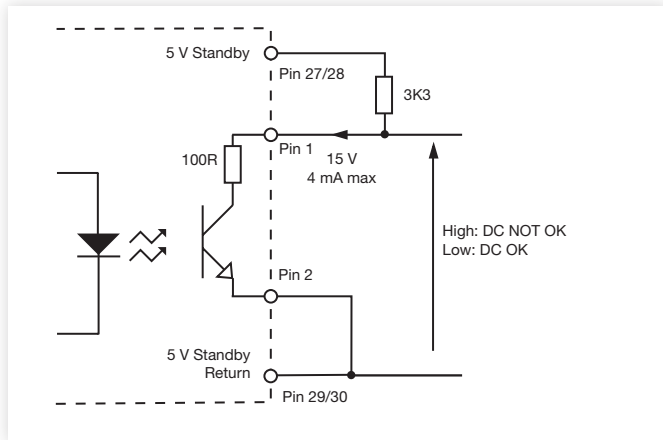 5 V Standby
Pin 27/28
3K3
Pin 1
100R
15 V
4 mA max
High: DC NOT OK
Low: DC OK
Pin 2
5 V Standby
Return
Pin 29/30